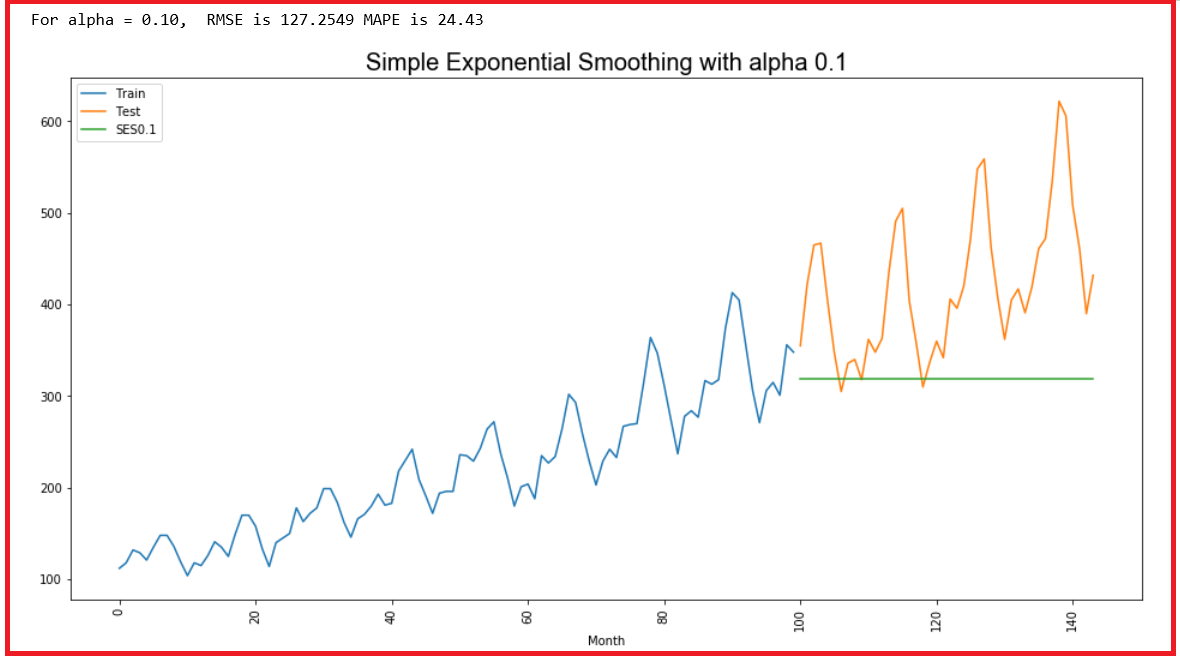 For alpha = 0.10,  RMSE is 127.2549 MAPE is 24.43
Simple Exponential Smoothing with alpha 0.1
Train
Test
SES0.1
600
500
400
300
200
100
0
20
40
60
80
100
120
140
Month